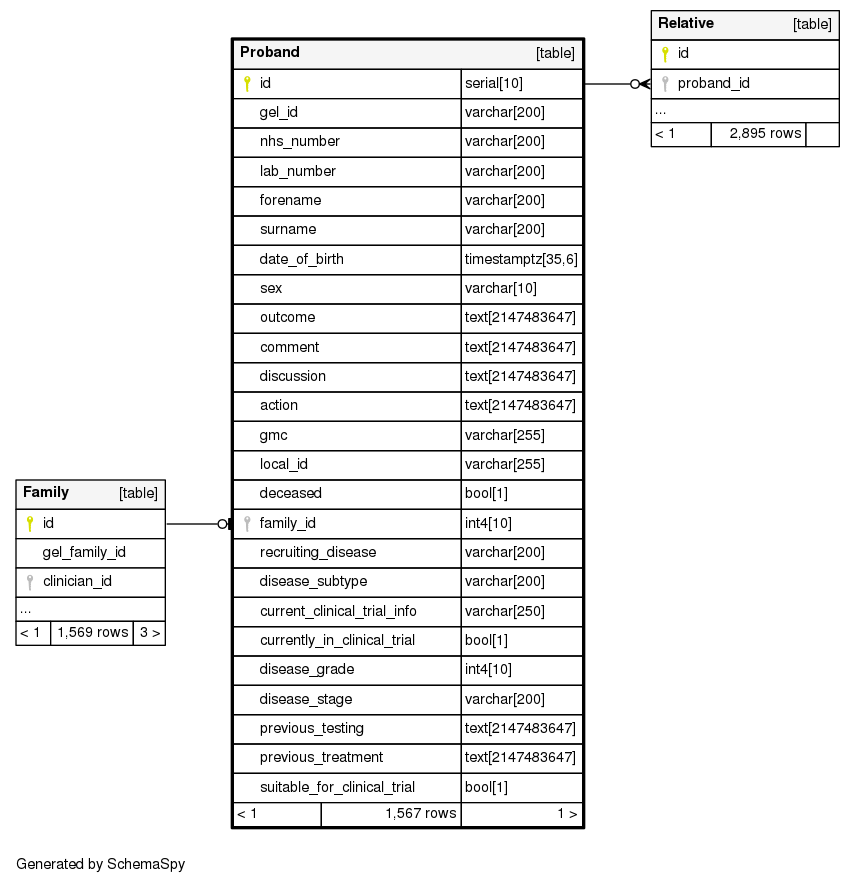 Relative [table]
id
proband_id
...
< 1 2,895 rows
Proband [table]
id serial[10]
gel_id varchar[200]
nhs_number varchar[200]
lab_number varchar[200]
forename varchar[200]
surname varchar[200]
date_of_birth timestamptz[35,6]
sex varchar[10]
outcome text[2147483647]
comment text[2147483647]
discussion text[2147483647]
action text[2147483647]
gmc varchar[255]
local_id varchar[255]
deceased bool[1]
family_id int4[10]
recruiting_disease varchar[200]
disease_subtype varchar[200]
current_clinical_trial_info varchar[250]
currently_in_clinical_trial bool[1]
disease_grade int4[10]
disease_stage varchar[200]
previous_testing text[2147483647]
previous_treatment text[2147483647]
suitable_for_clinical_trial bool[1]
< 1 1,567 rows 1 >
Family [table]
id
gel_family_id
clinician_id
...
< 1 1,569 rows 3 >
Generated by SchemaSpy